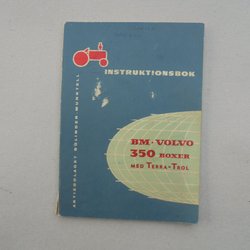 INSTRUKTIONSBOK
BM-VOLVO
350 BOXER
MED TERRA-TROL
AKTIEBOLAGET BOLINDER-MUNKTELL